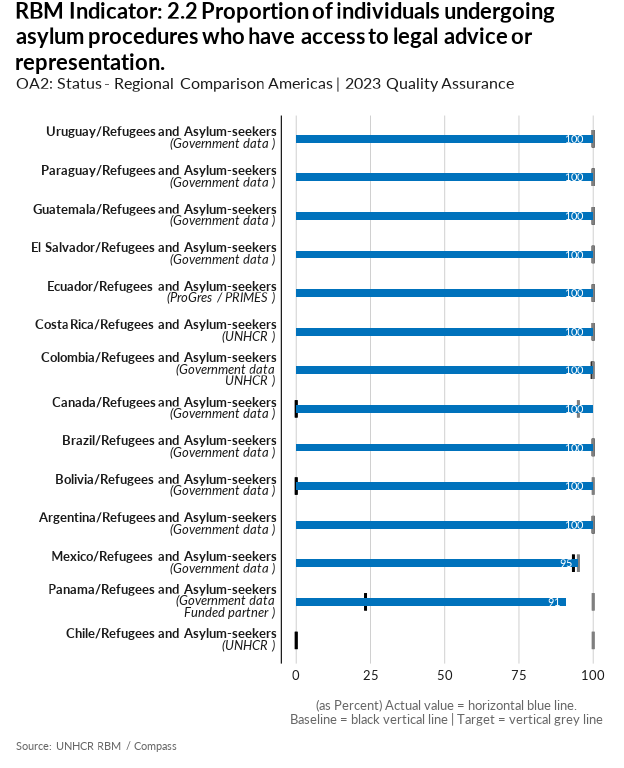 RBM Indicator: 2.2 Proportion of individuals undergoing
asylum procedures who have access to legal advice or
representation.
OA2: Status - Regional Comparison Americas | 2023 Quality Assurance
Uruguay/Refugees and Asylum-seekers
(Government data )
100
Paraguay/Refugees and Asylum-seekers
(Government data )
100
Guatemala/Refugees and Asylum-seekers
(Government data )
100
El Salvador/Refugees and Asylum-seekers
(Government data )
100
Ecuador/Refugees and Asylum-seekers
(ProGres / PRIMES )
100
Costa Rica/Refugees and Asylum-seekers
(UNHCR )
100
Colombia/Refugees and Asylum-seekers
(Government data
UNHCR )
100
Canada/Refugees and Asylum-seekers
(Government data )
100
Brazil/Refugees and Asylum-seekers
(Government data )
100
Bolivia/Refugees and Asylum-seekers
(Government data )
100
Argentina/Refugees and Asylum-seekers
(Government data )
100
Mexico/Refugees and Asylum-seekers
(Government data )
95
Panama/Refugees and Asylum-seekers
(Government data
Funded partner )
91
Chile/Refugees and Asylum-seekers
(UNHCR )
0 25 50 75 100
(as Percent) Actual value = horizontal blue line.
Baseline = black vertical line | Target = vertical grey line
Source: UNHCR RBM / Compass